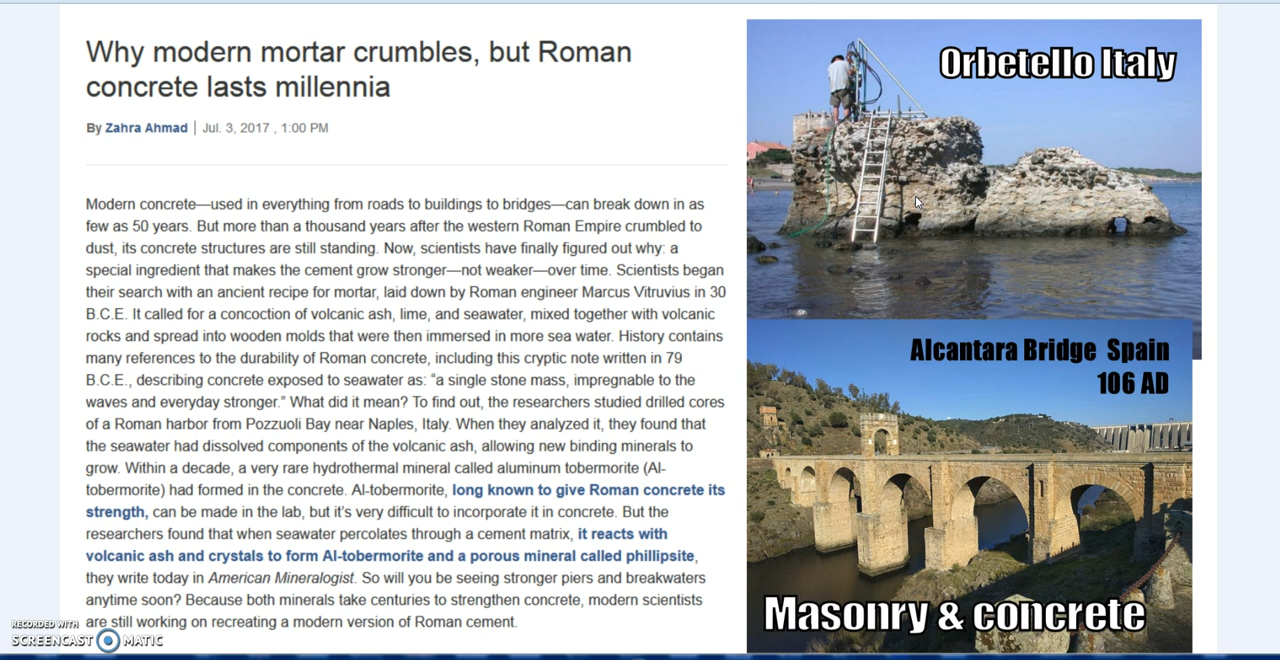 Why modern mortar crumbles, but Roman
concrete lasts millennia
By Zahra Ahmad | Jul. 3, 2017 , 1:00 PM
Modern concrete—used in everything from roads to buildings to bridges—can break down in as
few as 50 years. But more than a thousand years after the western Roman Empire crumbled to
dust, its concrete structures are still standing. Now, scientists have finally figured out why: a
special ingredient that makes the cement grow stronger—not weaker—over time. Scientists began
their search with an ancient recipe for mortar, laid down by Roman engineer Marcus Vitruvius in 30
B.C.E. It called for a concoction of volcanic ash, lime, and seawater, mixed together with volcanic
rocks and spread into wooden molds that were then immersed in more sea water. History contains
many references to the durability of Roman concrete, including this cryptic note written in 79
B.C.E., describing concrete exposed to seawater as: “a single stone mass, impregnable to the
waves and everyday stronger.” What did it mean? To find out, the researchers studied drilled cores
of a Roman harbor from Pozzuoli Bay near Naples, Italy. When they analyzed it, they found that
the seawater had dissolved components of the volcanic ash, allowing new binding minerals to
grow. Within a decade, a very rare hydrothermal mineral called aluminum tobermorite (Al-
tobermorite) had formed in the concrete. Al-tobermorite, long known to give Roman concrete its
strength, can be made in the lab, but it’s very difficult to incorporate it in concrete. But the
researchers found that when seawater percolates through a cement matrix, it reacts with
volcanic ash and crystals to form Al-tobermorite and a porous mineral called phillipsite,
they write today in American Mineralogist. So will you be seeing stronger piers and breakwaters
anytime soon? Because both minerals take centuries to strengthen concrete, modern scientists
are still working on recreating a modern version of Roman cement.
Orbetello Italy
Alcantara Bridge Spain
106 AD
Masonry & concrete
RECORDED WITH
SCREENCAST MATIC